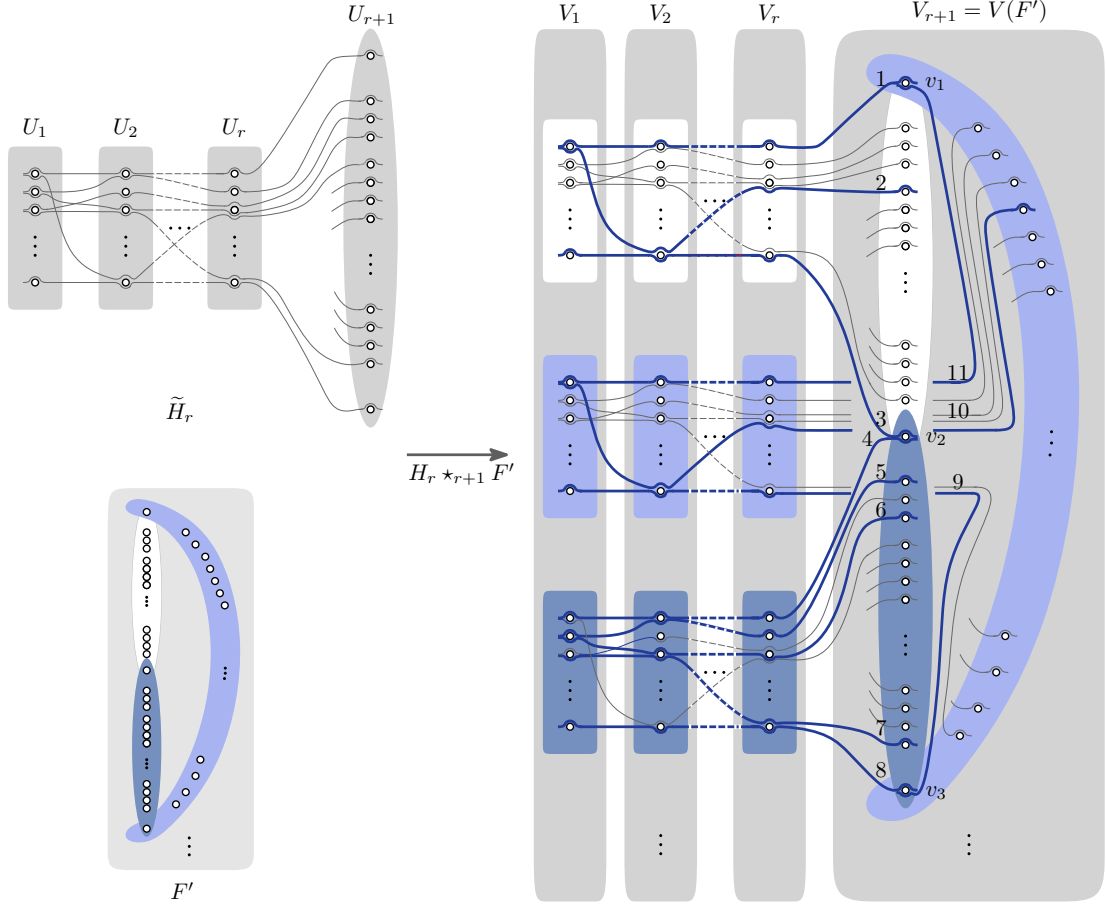 U_{r+1}
U_1 U_2 U_r
\widetilde{H}_r
F′
H_r ⋆_{r+1} F′
V_1 V_2 V_r V_{r+1} = V(F′)
1 v_1
2
11
3 10
4 v_2
5 9
6
7
8 v_3